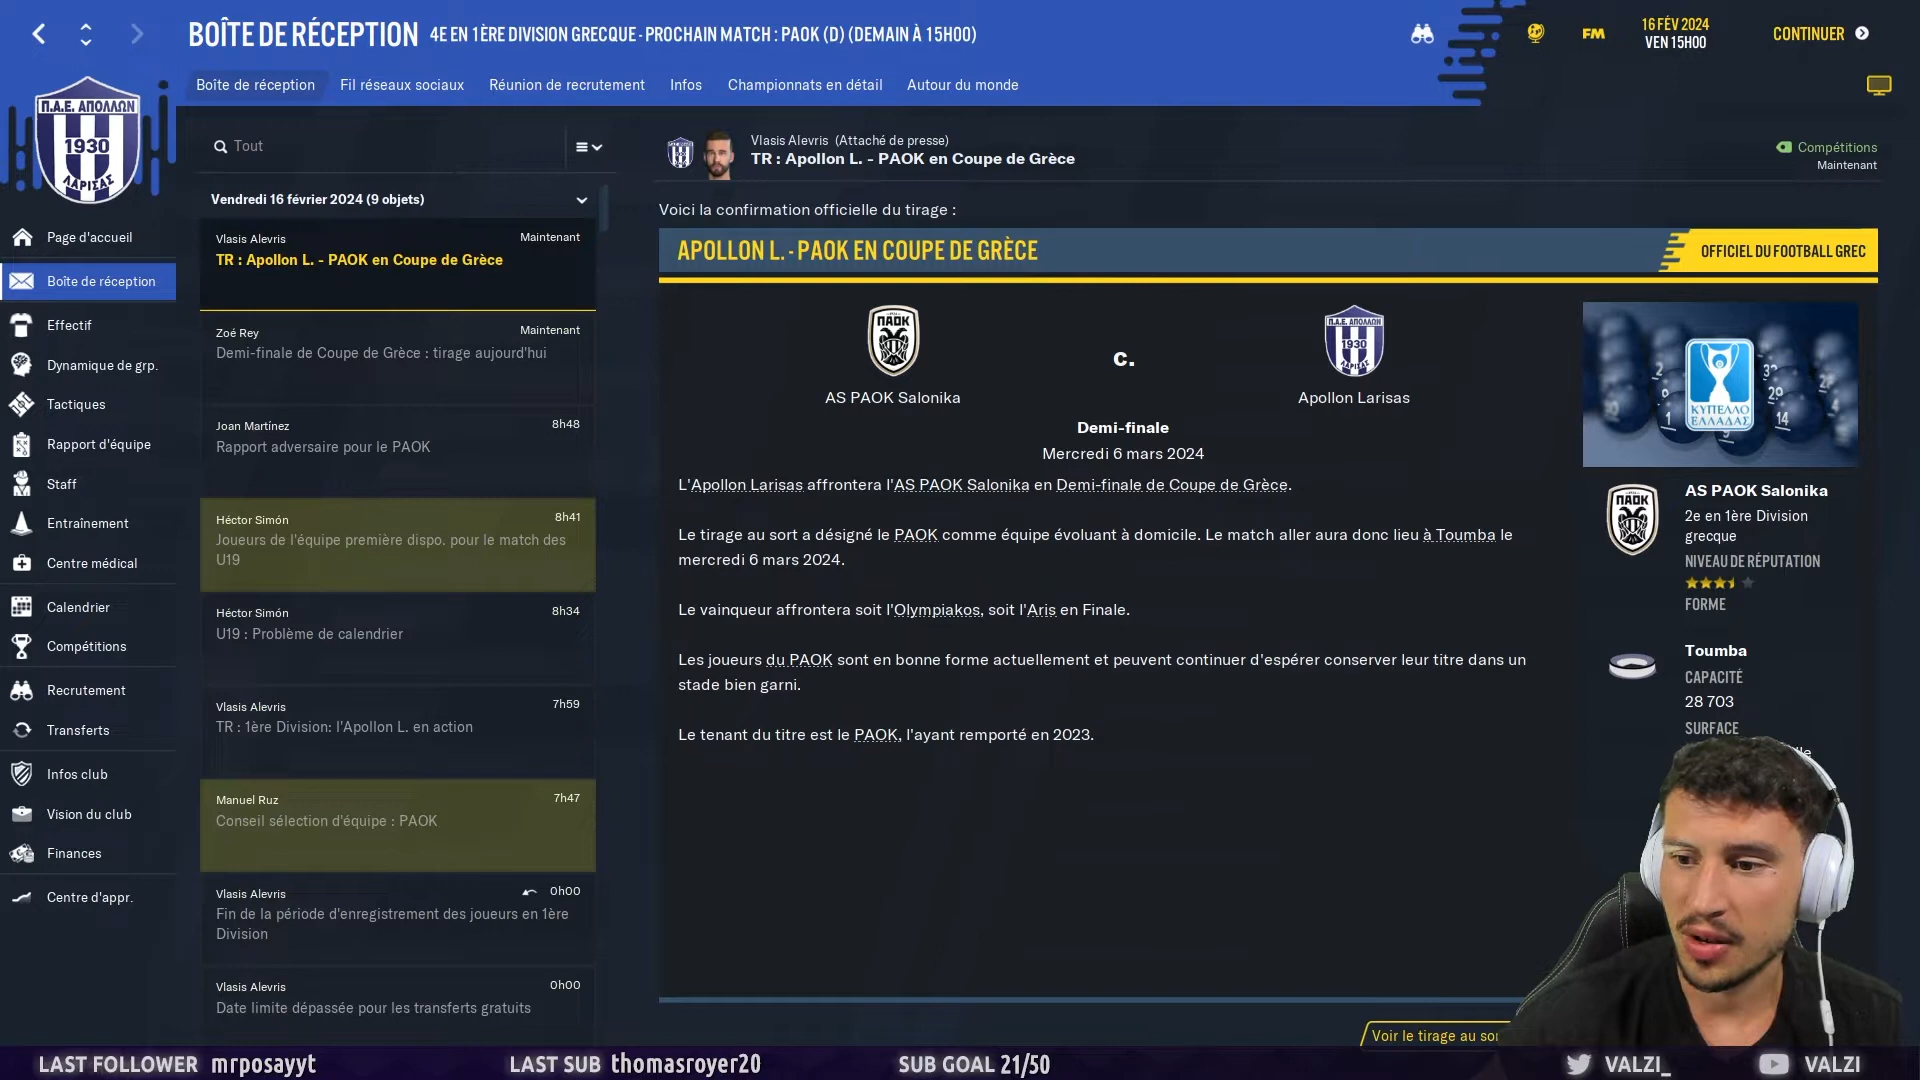 BOÎTE DE RÉCEPTION
4E EN 1ÈRE DIVISION GRECQUE - PROCHAIN MATCH : PAOK (D) (DEMAIN À 15H00)
FM
16 FÉV 2024
VEN 15H00
CONTINUER
Boîte de réception
Fil réseaux sociaux
Réunion de recrutement
Infos
Championnats en détail
Autour du monde
Π.Α.Ε. ΑΠΟΛΛΩΝ
1930
ΛΑΡΙΣΑΣ
Page d'accueil
Boîte de réception
Effectif
Dynamique de grp.
Tactiques
Rapport d'équipe
Staff
Entraînement
Centre médical
Calendrier
Compétitions
Recrutement
Transferts
Infos club
Vision du club
Finances
Centre d'appr.
Tout
Vendredi 16 février 2024 (9 objets)
Vlasis Alevris
Maintenant
TR : Apollon L. - PAOK en Coupe de Grèce
Zoé Rey
Maintenant
Demi-finale de Coupe de Grèce : tirage aujourd'hui
Joan Martínez
8h48
Rapport adversaire pour le PAOK
Héctor Simón
8h41
Joueurs de l'équipe première dispo. pour le match des
U19
Héctor Simón
8h34
U19 : Problème de calendrier
Vlasis Alevris
7h59
TR : 1ère Division: l'Apollon L. en action
Manuel Ruz
7h47
Conseil sélection d'équipe : PAOK
Vlasis Alevris
0h00
Fin de la période d'enregistrement des joueurs en 1ère
Division
Vlasis Alevris
0h00
Date limite dépassée pour les transferts gratuits
Vlasis Alevris (Attaché de presse)
TR : Apollon L. - PAOK en Coupe de Grèce
Compétitions
Maintenant
Voici la confirmation officielle du tirage :
APOLLON L. - PAOK EN COUPE DE GRÈCE
OFFICIEL DU FOOTBALL GREC
ΠΑΟΚ
c.
Π.Α.Ε. ΑΠΟΛΛΩΝ
1930
AS PAOK Salonika
Apollon Larisas
Demi-finale
Mercredi 6 mars 2024
L'Apollon Larisas affrontera l'AS PAOK Salonika en Demi-finale de Coupe de Grèce.
Le tirage au sort a désigné le PAOK comme équipe évoluant à domicile. Le match aller aura donc lieu à Toumba le
mercredi 6 mars 2024.
Le vainqueur affrontera soit l'Olympiakos, soit l'Aris en Finale.
Les joueurs du PAOK sont en bonne forme actuellement et peuvent continuer d'espérer conserver leur titre dans un
stade bien garni.
Le tenant du titre est le PAOK, l'ayant remporté en 2023.
ΚΥΠΕΛΛΟ
ΕΛΛΑΔΑΣ
2
29
14
1
ΠΑΟΚ
AS PAOK Salonika
2e en 1ère Division
grecque
NIVEAU DE RÉPUTATION
FORME
Toumba
CAPACITÉ
28 703
SURFACE
Voir le tirage au
LAST FOLLOWER mrposayyt
LAST SUB thomasroyer20
SUB GOAL 21/50
VALZI_
VALZI